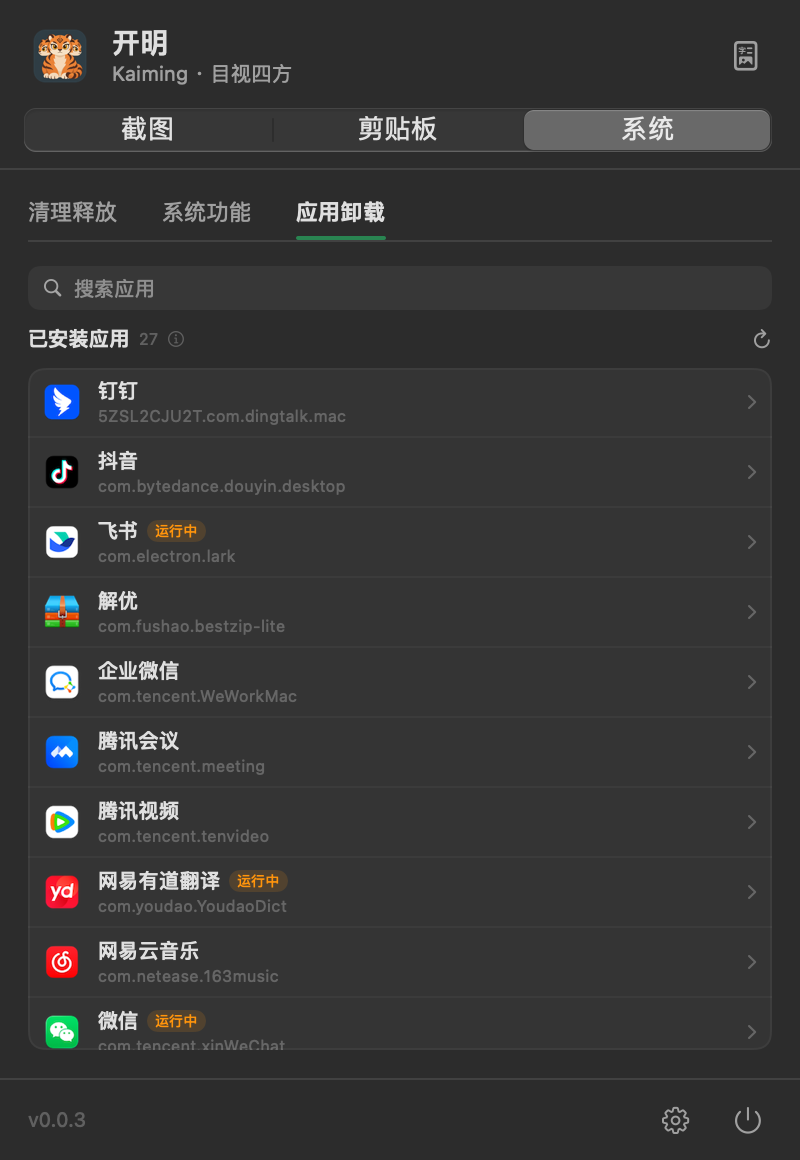 开明
Kaiming · 目视四方
截图 剪贴板 系统
清理释放 系统功能 应用卸载
搜索应用
已安装应用 27
钉钉
5ZSL2CJU2T.com.dingtalk.mac
抖音
com.bytedance.douyin.desktop
飞书 运行中
com.electron.lark
解优
com.fushao.bestzip-lite
企业微信
com.tencent.WeWorkMac
腾讯会议
com.tencent.meeting
腾讯视频
com.tencent.tenvideo
yd 网易有道翻译 运行中
com.youdao.YoudaoDict
网易云音乐
com.netease.163music
微信 运行中
com.tencent.xinWeChat
v0.0.3